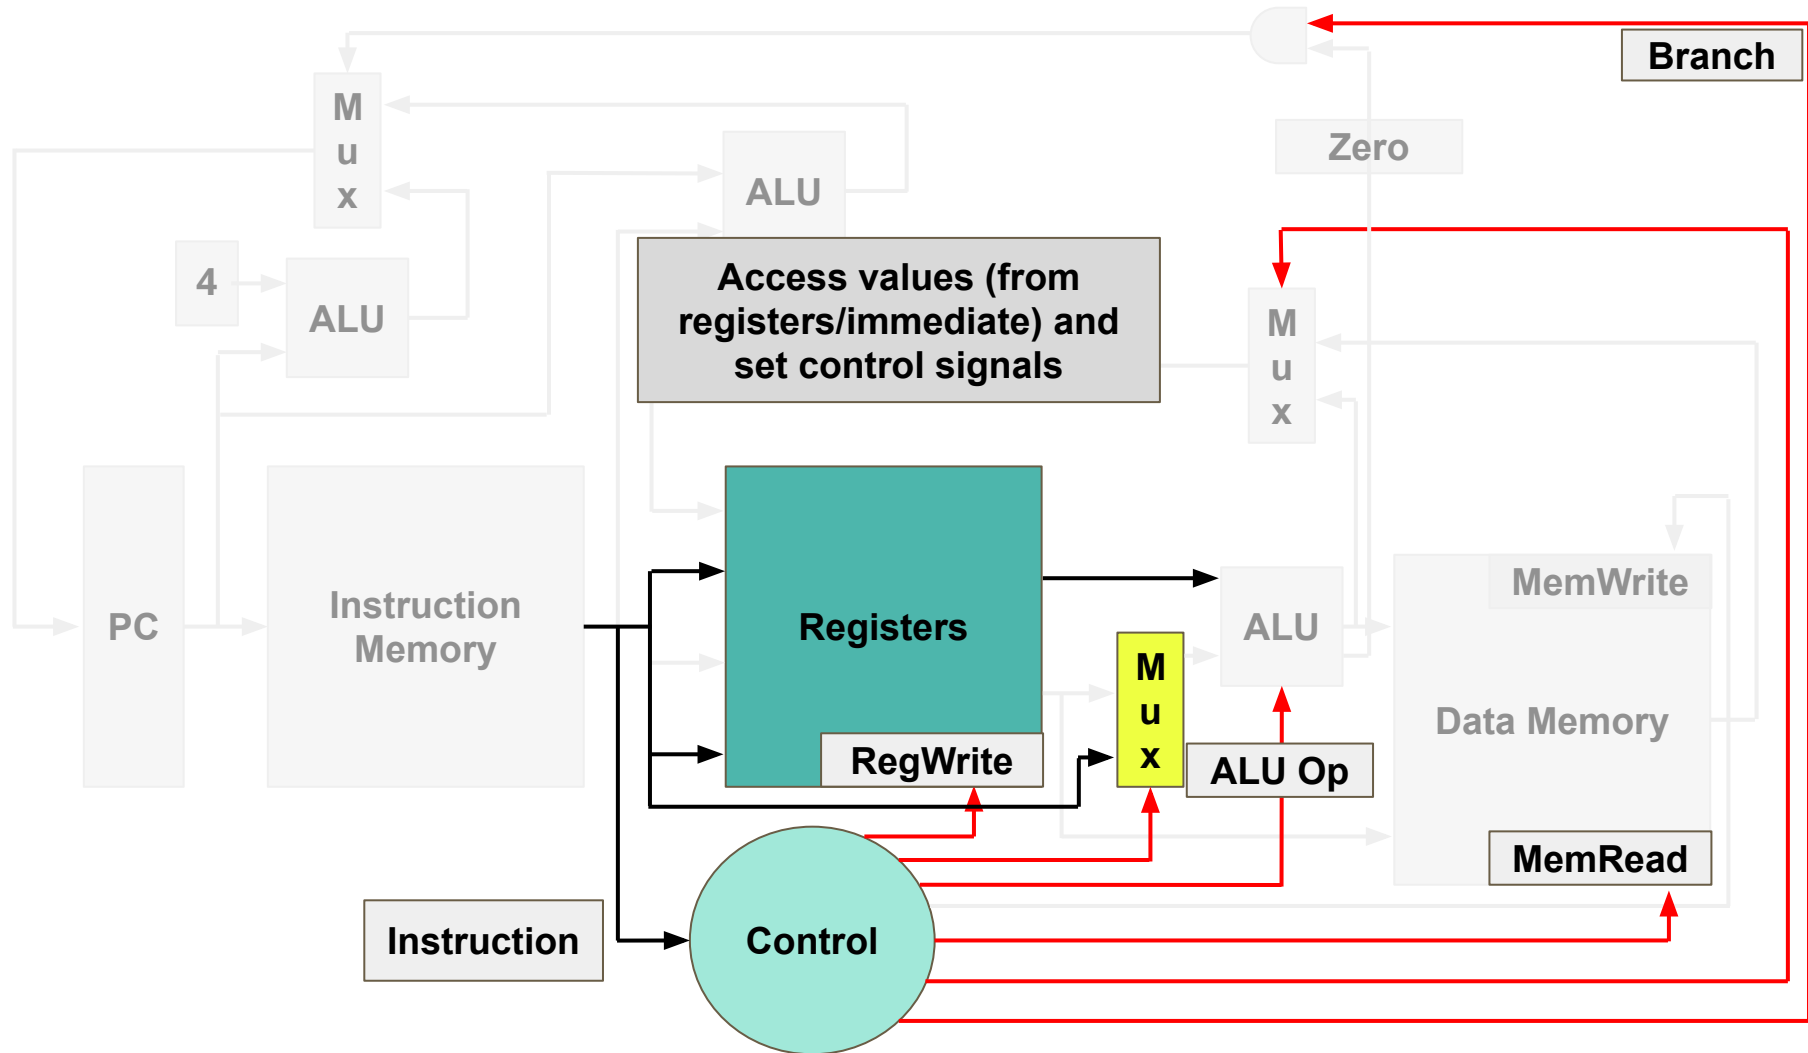 Branch
M
u
x
Zero
ALU
4
ALU
Access values (from
registers/immediate) and
set control signals
M
u
x
PC
Instruction
Memory
Registers
RegWrite
M
u
x
ALU
ALU Op
MemWrite
Data Memory
MemRead
Instruction
Control